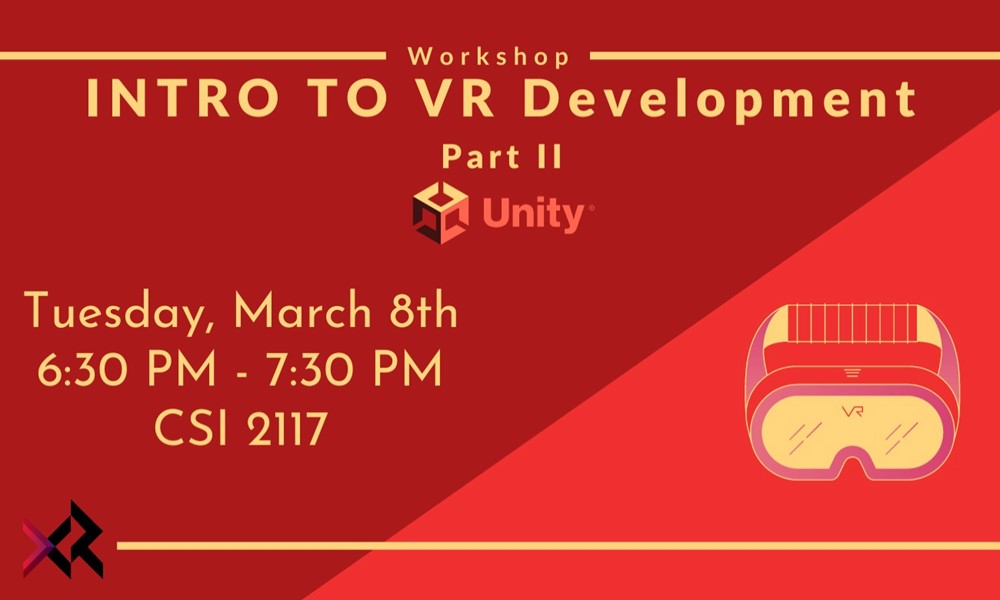 Workshop
INTRO TO VR Development
Part II
Unity®
Tuesday, March 8th
6:30 PM - 7:30 PM
CSI 2117
VR
XR